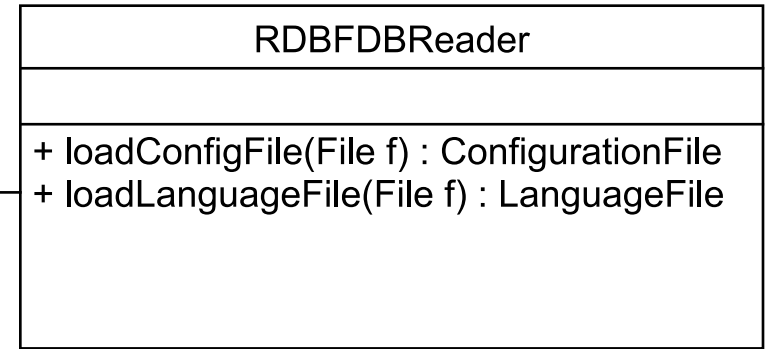 RDBFDBReader
+ loadConfigFile(File f) : ConfigurationFile
+ loadLanguageFile(File f) : LanguageFile